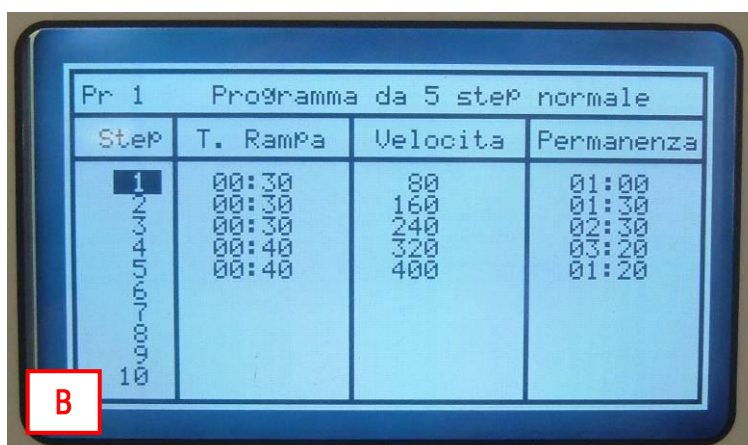 Pr 1 Programma da 5 step normale
Step T. Rampa Velocita Permanenza
1 00:30 80 01:00
2 00:30 160 01:30
3 00:30 240 02:30
4 00:40 320 03:20
5 00:40 400 01:20
6
7
8
9
10
B